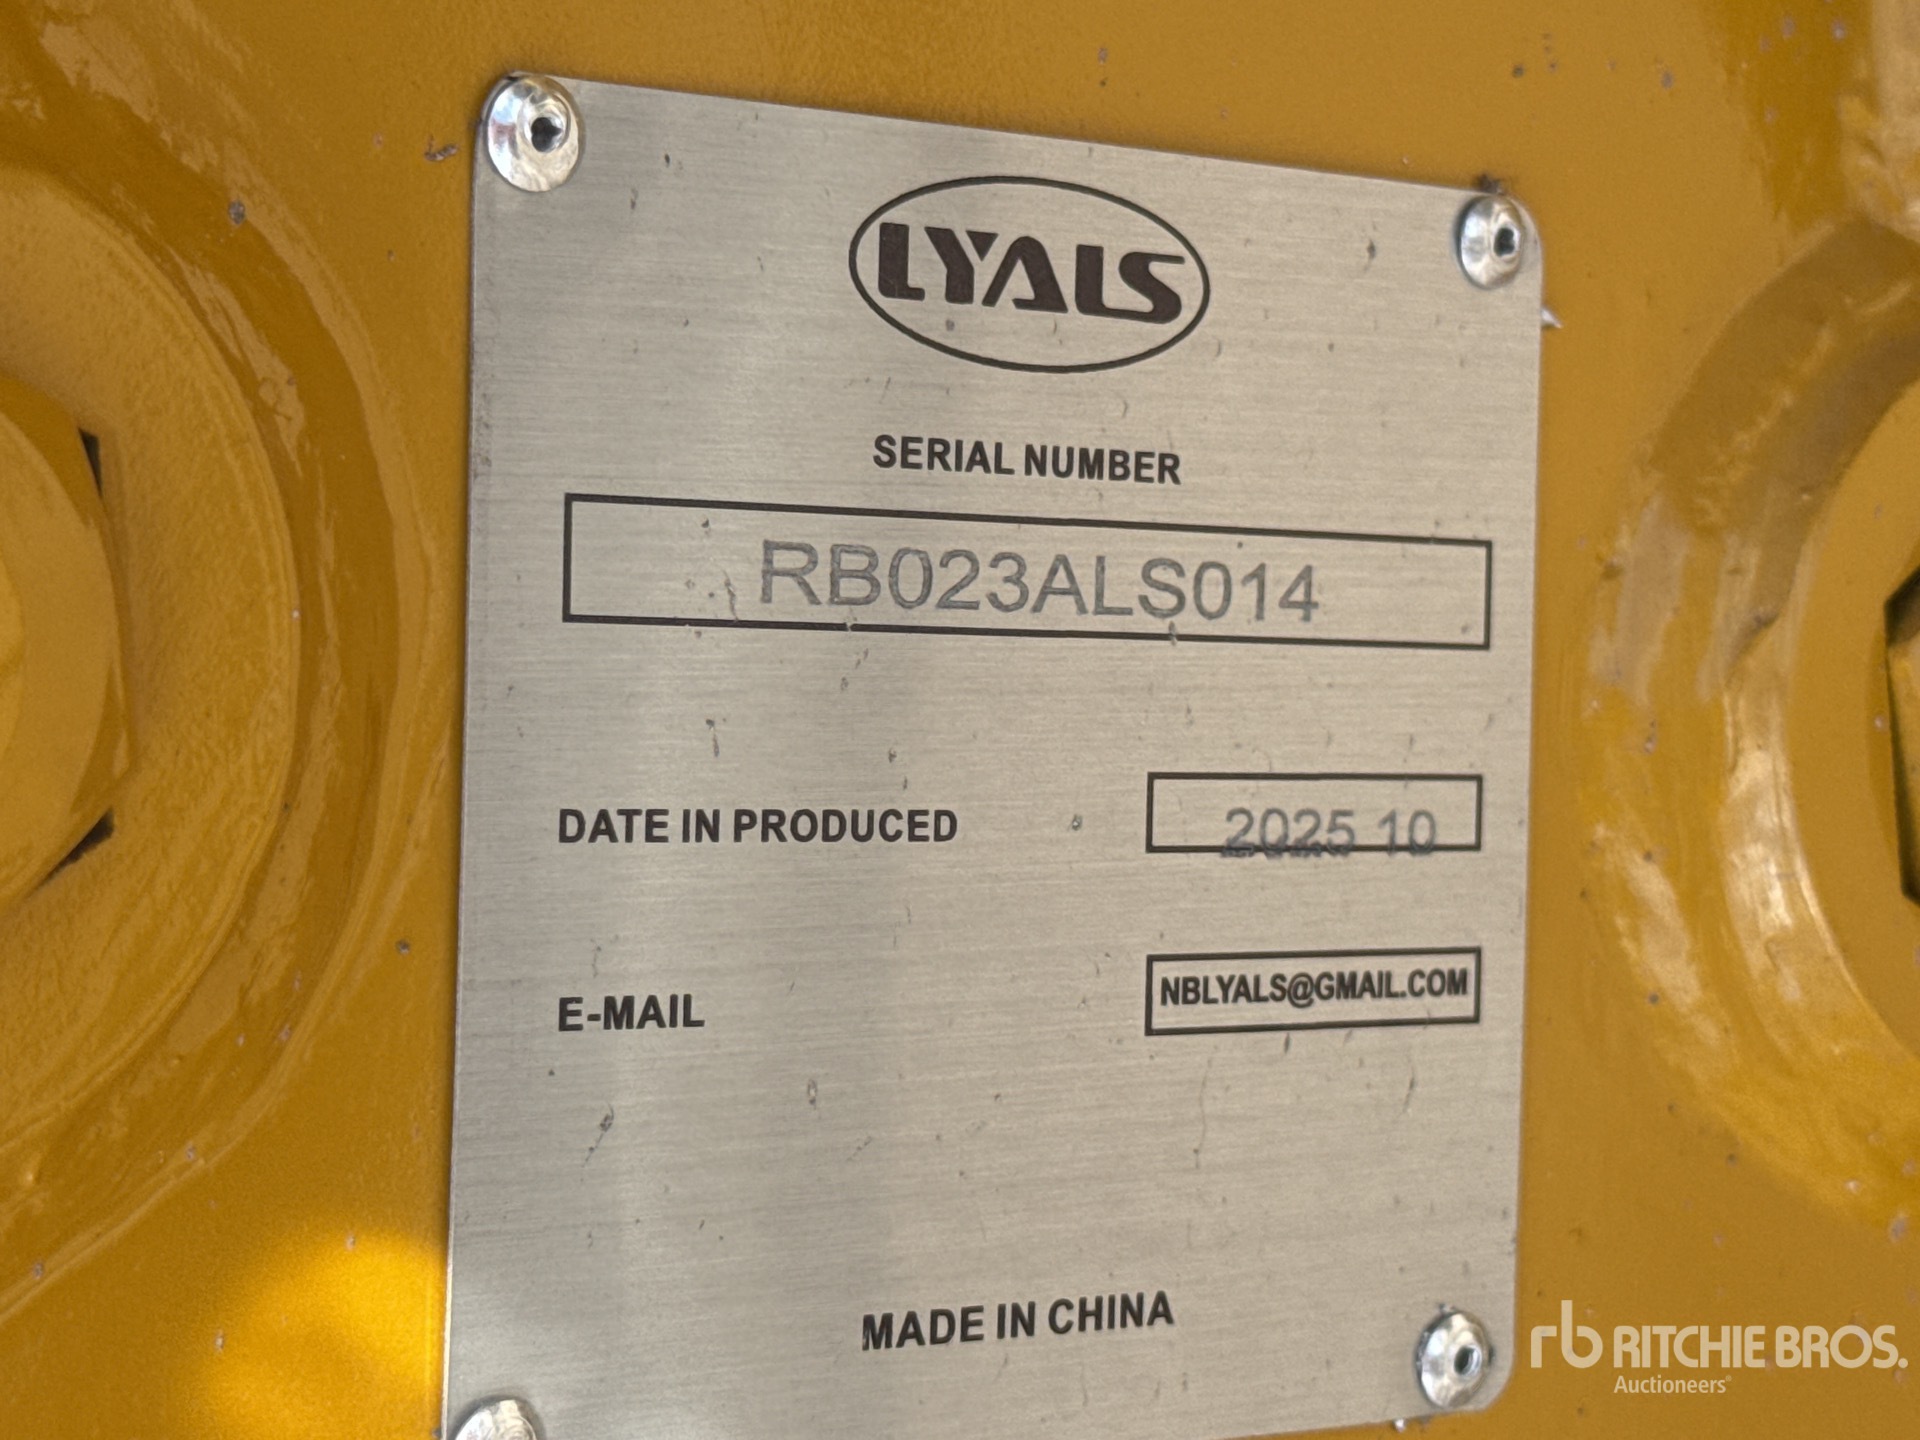 LYALS
SERIAL NUMBER
RB023ALS014
DATE IN PRODUCED
2025 10
E-MAIL
NBLYALS@GMAIL.COM
MADE IN CHINA
rb RITCHIE BROS.
Auctioneers